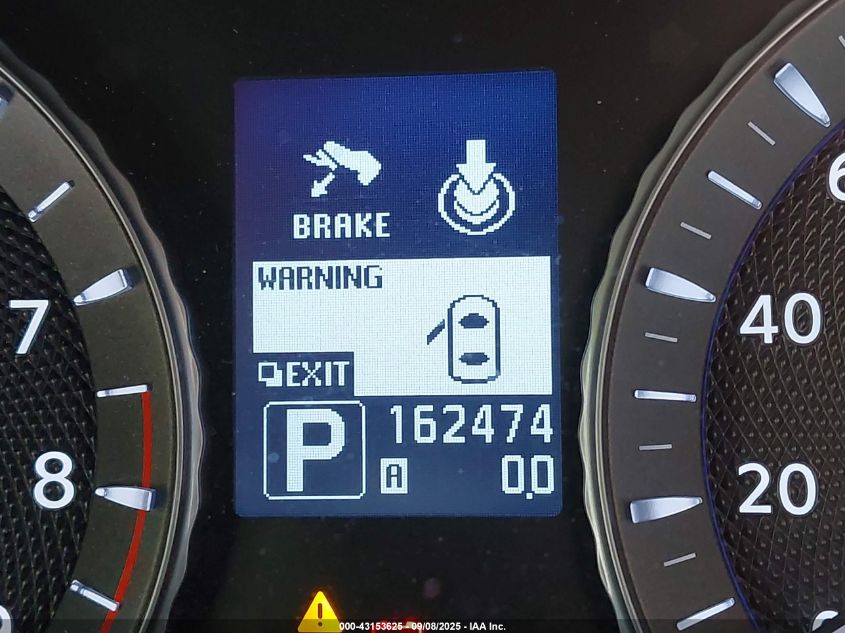 BRAKE
WARNING
EXIT
P
162474
A
0.0
7
8
40
20
000-43153625 - 09/08/2025 - IAA Inc.